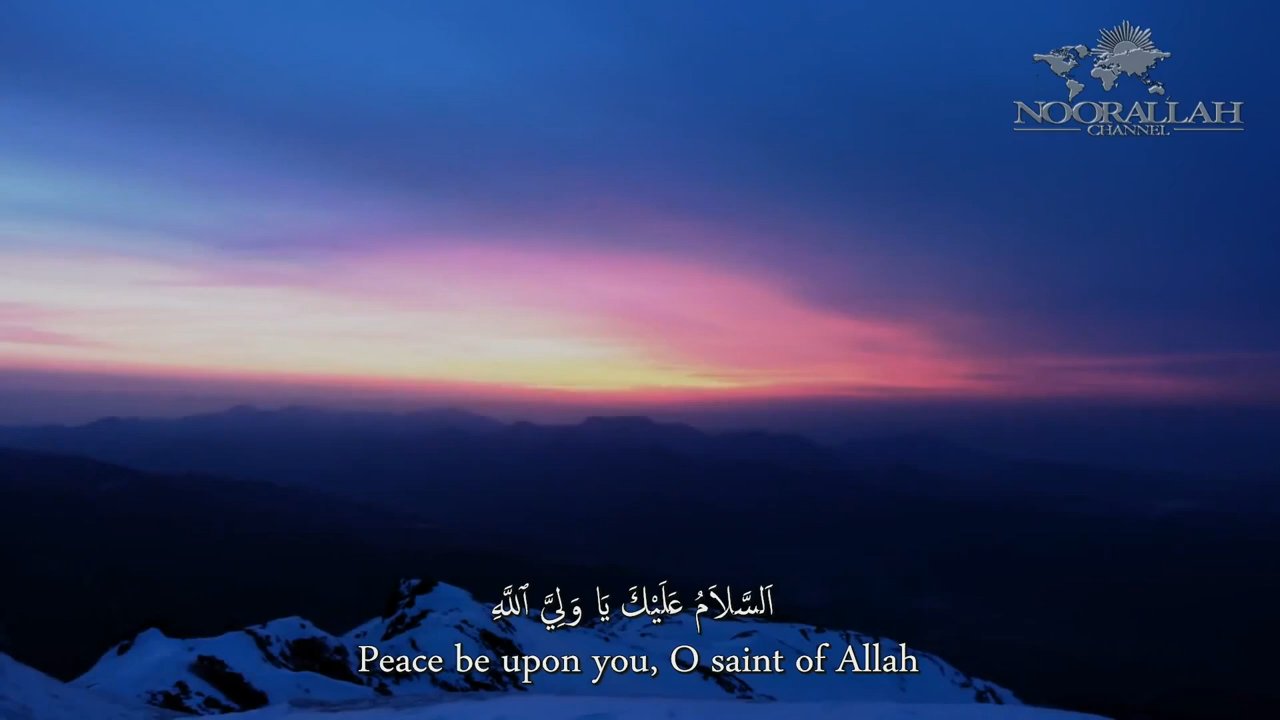 NOORALLAH
CHANNEL
اَلسَّلاَمُ عَلَيْكَ يَا وَلِيَّ ٱللَّهِ
Peace be upon you, O saint of Allah